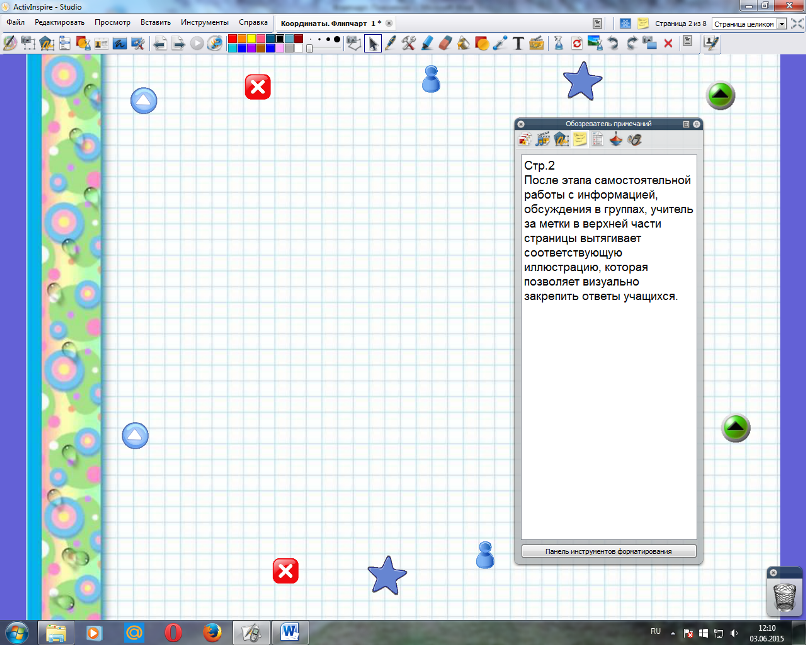 ActivInspire - Studio
Файл Редактировать Просмотр Вставить Инструменты Справка Координаты. Флипчарт 1 * Страница 2 из 8 Страница целиком
Обозреватель примечаний
Стр.2
После этапа самостоятельной
работы с информацией,
обсуждения в группах, учитель
за метки в верхней части
страницы вытягивает
соответствующую
иллюстрацию, которая
позволяет визуально
закрепить ответы учащихся.
Панель инструментов форматирования
RU
12:10
03.06.2015